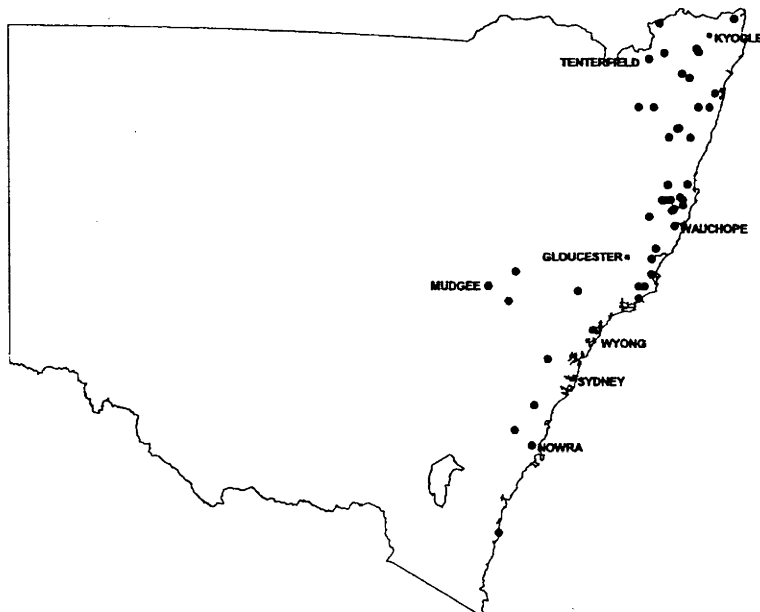 KYOGLE
TENTERFIELD
WAUCHOPE
GLOUCESTER
MUDGEE
WYONG
SYDNEY
NOWRA